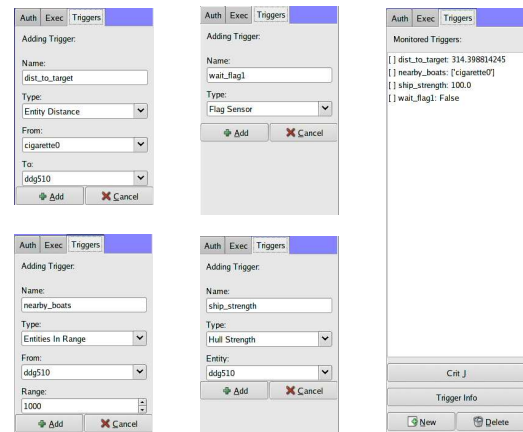 Auth Exec Triggers
Adding Trigger:
Name:
dist_to_target
Type:
Entity Distance
From:
cigarette0
To:
ddg510
Add Cancel
Auth Exec Triggers
Adding Trigger:
Name:
wait_flag1
Type:
Flag Sensor
Add Cancel
Auth Exec Triggers
Monitored Triggers:
[ ] dist_to_target: 314.398814245
[ ] nearby_boats: ['cigarette0']
[ ] ship_strength: 100.0
[ ] wait_flag1: False
Crit
Trigger Info
New Delete
Auth Exec Triggers
Adding Trigger:
Name:
nearby_boats
Type:
Entities In Range
From:
ddg510
Range:
1000
Add Cancel
Auth Exec Triggers
Adding Trigger:
Name:
ship_strength
Type:
Hull Strength
Entity:
ddg510
Add Cancel